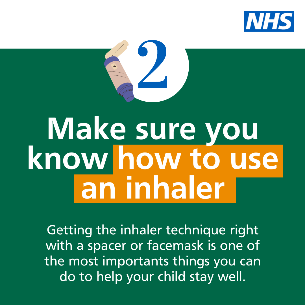 NHS
2
Make sure you
know how to use
an inhaler
Getting the inhaler technique right
with a spacer or facemask is one of
the most importants things you can
do to help your child stay well.